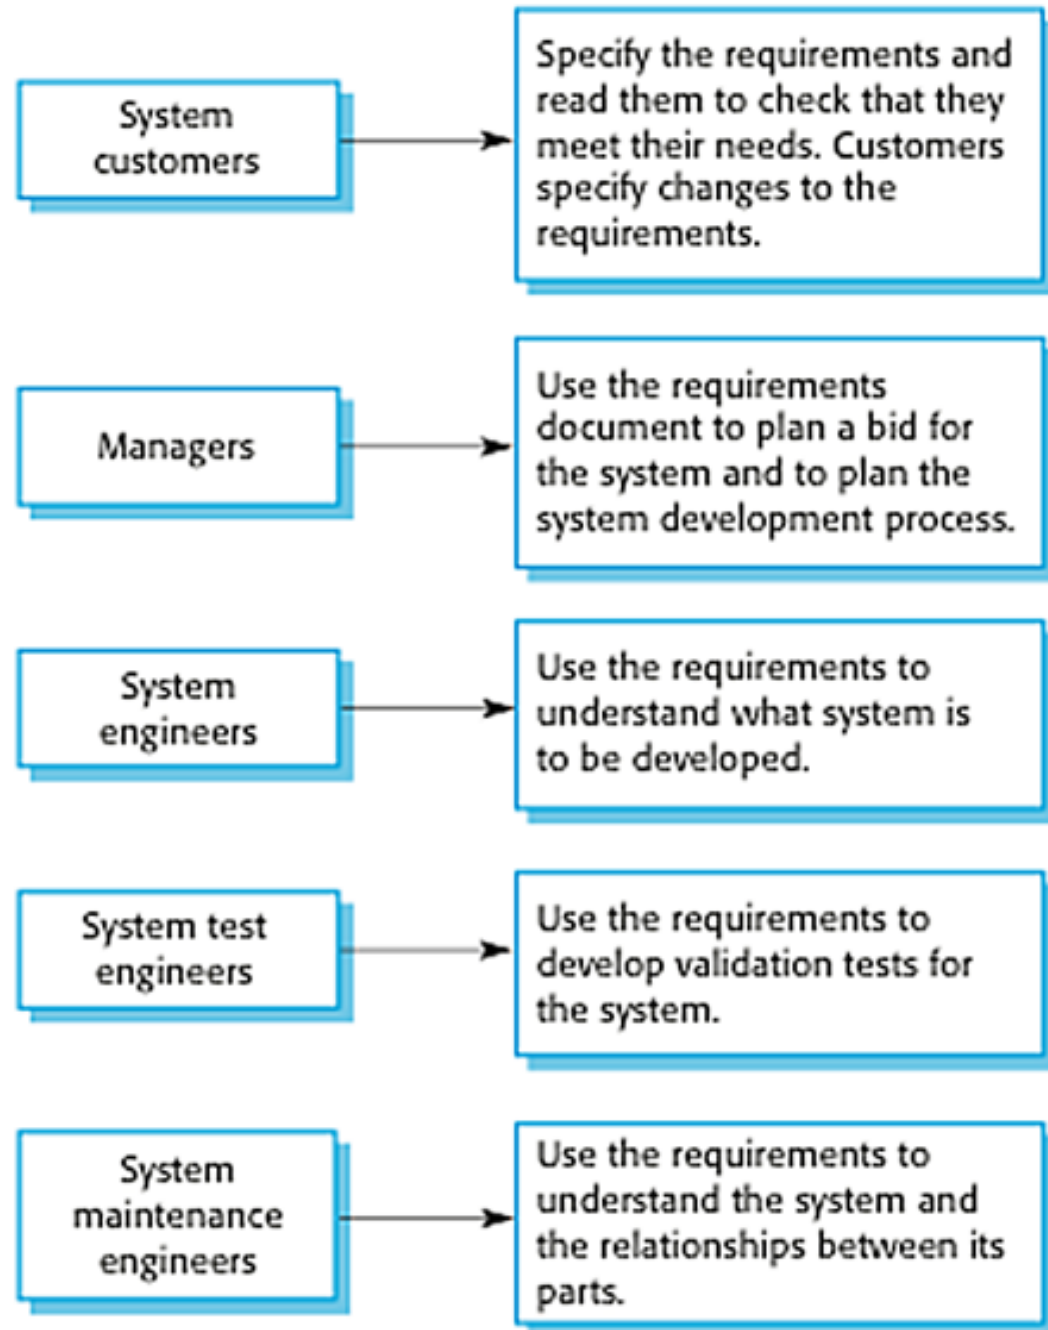 System
customers
Specify the requirements and
read them to check that they
meet their needs. Customers
specify changes to the
requirements.
Managers
Use the requirements
document to plan a bid for
the system and to plan the
system development process.
System
engineers
Use the requirements to
understand what system is
to be developed.
System test
engineers
Use the requirements to
develop validation tests for
the system.
System
maintenance
engineers
Use the requirements to
understand the system and
the relationships between its
parts.